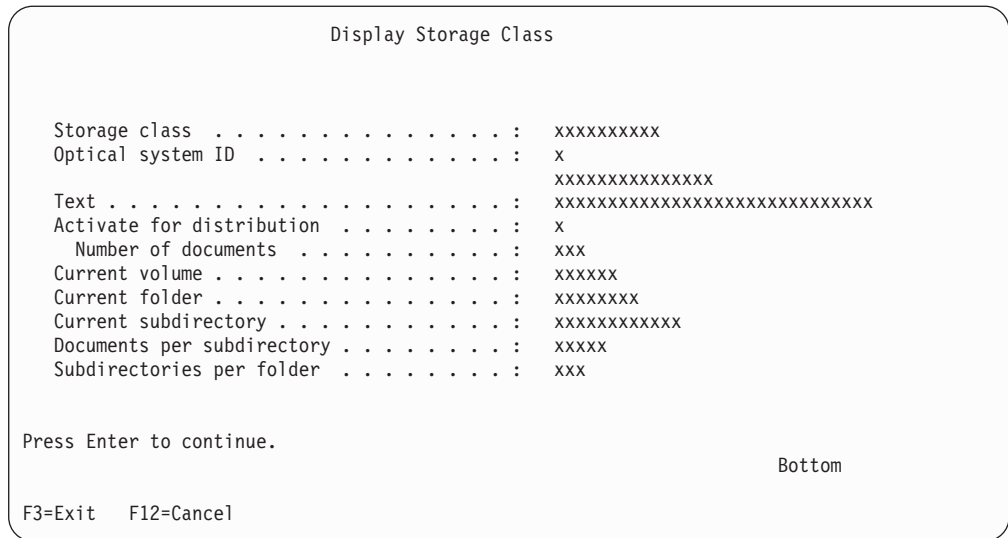 Display Storage Class
Storage class . . . . . . . . . . . . . . : xxxxxxxxxx
Optical system ID . . . . . . . . . . . . : x
xxxxxxxxxxxxxxx
Text . . . . . . . . . . . . . . . . . . . : xxxxxxxxxxxxxxxxxxxxxxxxxxxxxx
Activate for distribution . . . . . . . . : x
Number of documents . . . . . . . . . . : xxx
Current volume . . . . . . . . . . . . . . : xxxxxx
Current folder . . . . . . . . . . . . . . : xxxxxxxx
Current subdirectory . . . . . . . . . . . : xxxxxxxxxxxx
Documents per subdirectory . . . . . . . . : xxxxx
Subdirectories per folder . . . . . . . . : xxx
Press Enter to continue.
Bottom
F3=Exit F12=Cancel